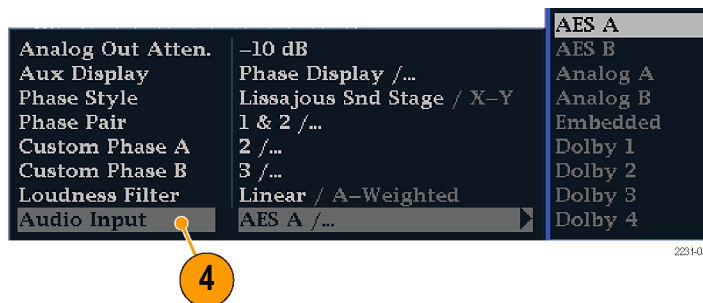 Analog Out Atten. –10 dB
Aux Display Phase Display /...
Phase Style Lissajous Snd Stage / X–Y
Phase Pair 1 & 2 /...
Custom Phase A 2 /...
Custom Phase B 3 /...
Loudness Filter Linear / A–Weighted
Audio Input AES A /...
AES A
AES B
Analog A
Analog B
Embedded
Dolby 1
Dolby 2
Dolby 3
Dolby 4
4